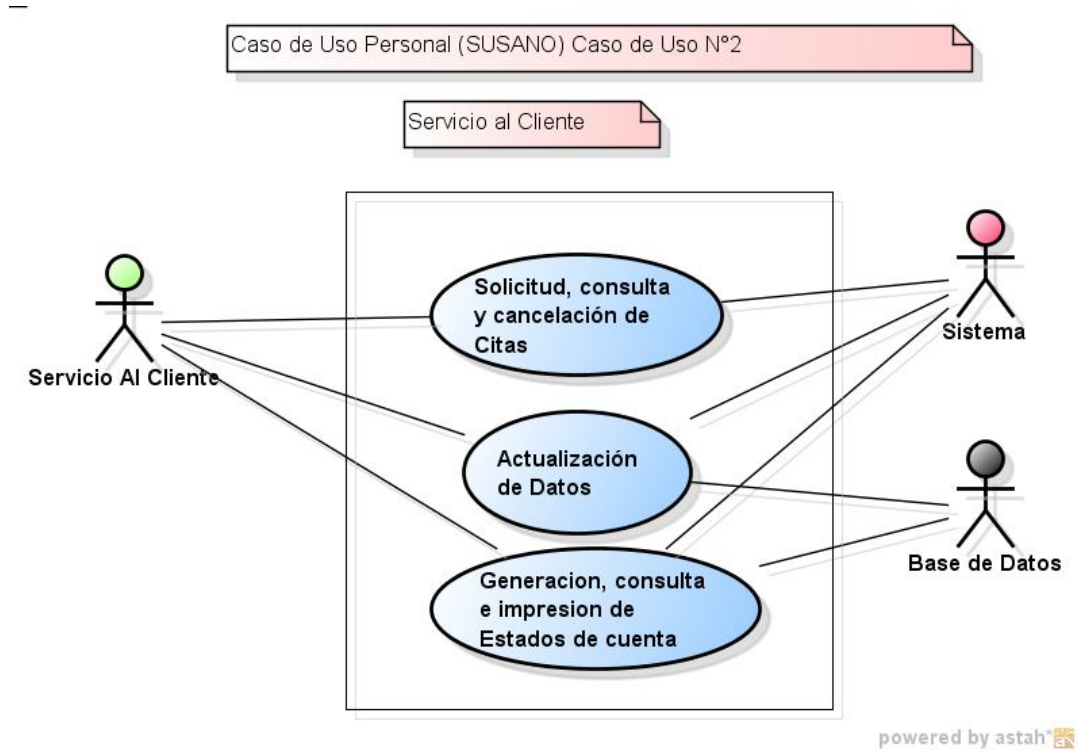 Caso de Uso Personal (SUSANO) Caso de Uso N°2
Servicio al Cliente
Solicitud, consulta
y cancelación de
Citas
Sistema
Servicio Al Cliente
Actualización
de Datos
Base de Datos
Generacion, consulta
e impresion de
Estados de cuenta
powered by astah*